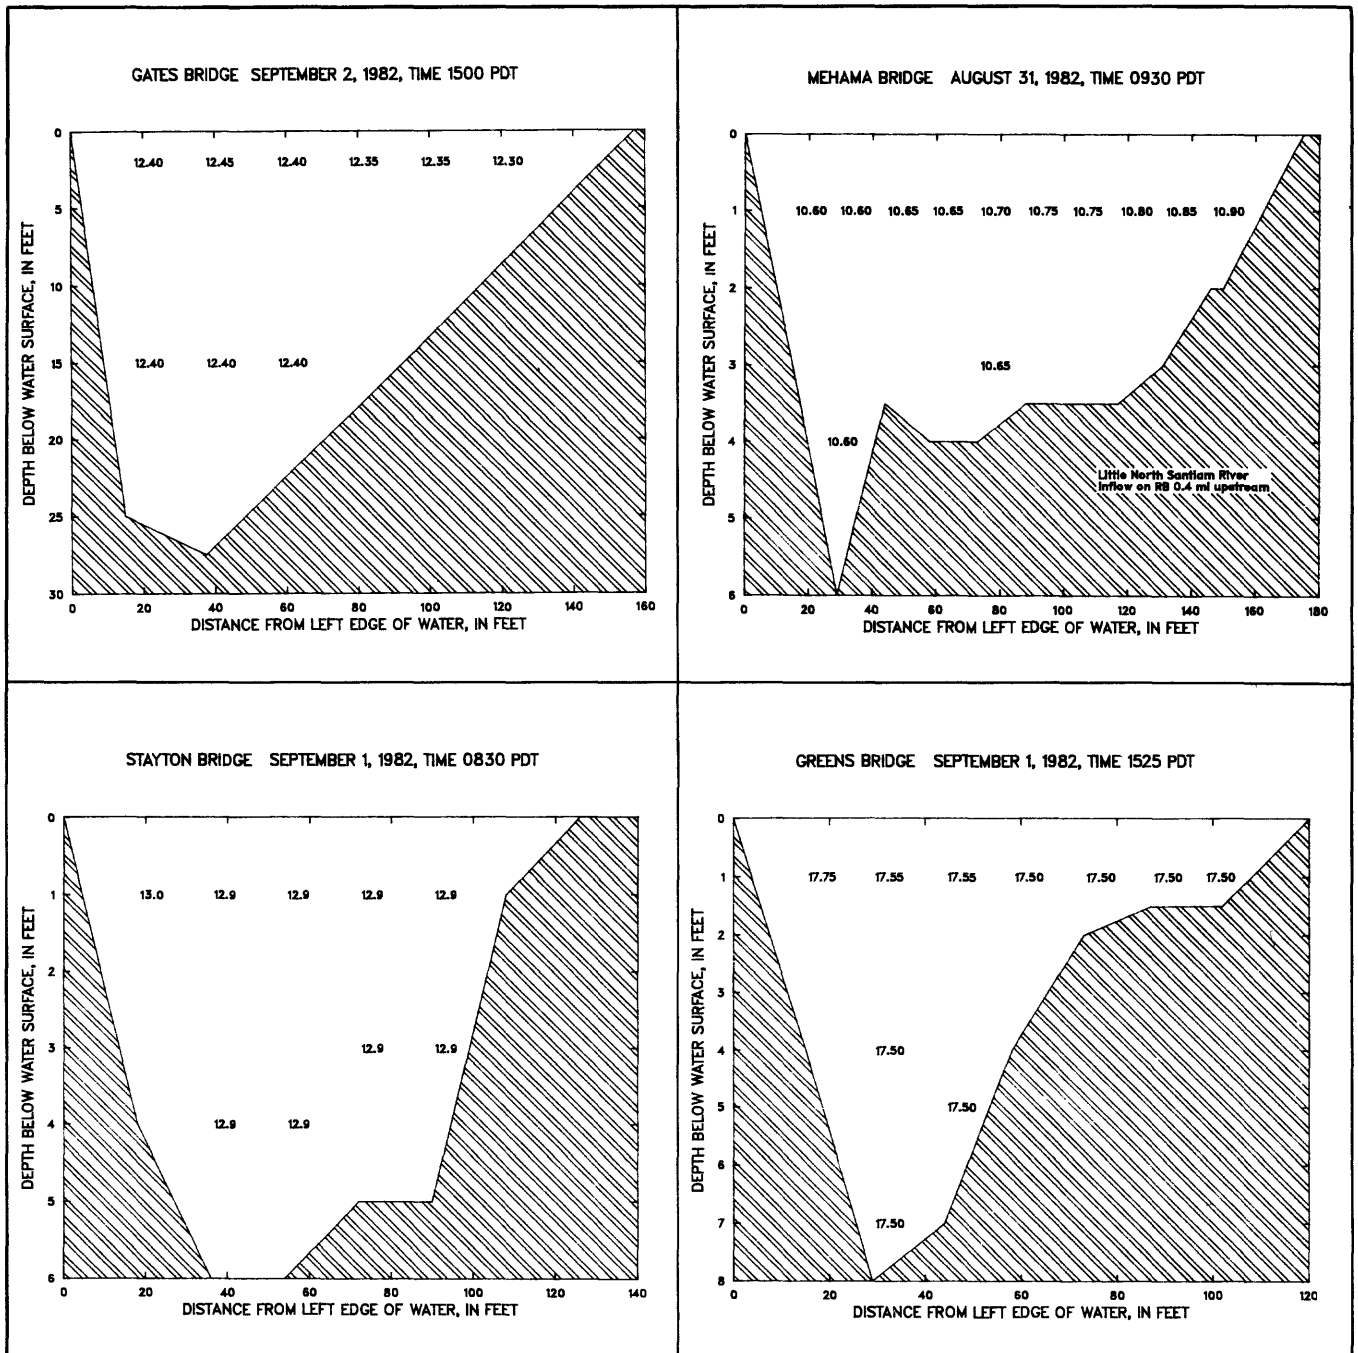 GATES BRIDGE SEPTEMBER 2, 1982, TIME 1500 PDT
DEPTH BELOW WATER SURFACE, IN FEET
0
5
10
15
20
25
30
12.40 12.45 12.40 12.35 12.35 12.30
12.40 12.40 12.40
0 20 40 60 80 100 120 140 160
DISTANCE FROM LEFT EDGE OF WATER, IN FEET
MEHAMA BRIDGE AUGUST 31, 1982, TIME 0930 PDT
DEPTH BELOW WATER SURFACE, IN FEET
0
1
2
3
4
5
6
10.60 10.60 10.65 10.65 10.70 10.75 10.75 10.80 10.85 10.90
10.65
10.60
Little North Santiam River
Inflow on RB 0.4 mi upstream
0 20 40 60 80 100 120 140 160 180
DISTANCE FROM LEFT EDGE OF WATER, IN FEET
STAYTON BRIDGE SEPTEMBER 1, 1982, TIME 0830 PDT
DEPTH BELOW WATER SURFACE, IN FEET
0
1
2
3
4
5
6
13.0 12.9 12.9 12.9 12.9
12.9 12.9
12.9 12.9
0 20 40 60 80 100 120 140
DISTANCE FROM LEFT EDGE OF WATER, IN FEET
GREENS BRIDGE SEPTEMBER 1, 1982, TIME 1525 PDT
DEPTH BELOW WATER SURFACE, IN FEET
0
1
2
3
4
5
6
7
8
17.75 17.55 17.55 17.50 17.50 17.50 17.50
17.50
17.50
17.50
0 20 40 60 80 100 120
DISTANCE FROM LEFT EDGE OF WATER, IN FEET